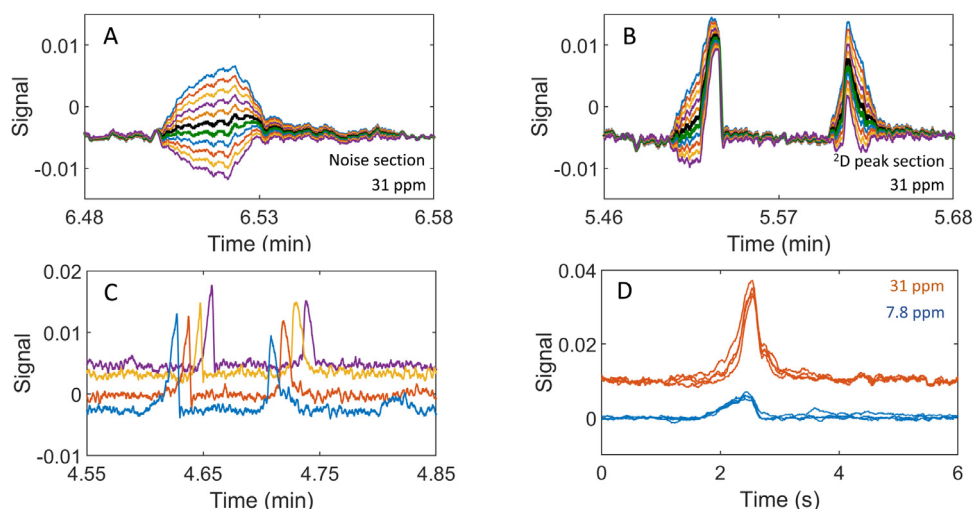 A
Signal
0.01
0
-0.01
Noise section
31 ppm
6.48
6.53
6.58
Time (min)
B
Signal
0.01
0
-0.01
²D peak section
31 ppm
5.46
5.57
5.68
Time (min)
C
Signal
0.02
0.01
0
-0.01
4.55
4.65
4.75
4.85
Time (min)
D
Signal
0.04
0.02
0
31 ppm
7.8 ppm
0
2
4
6
Time (s)